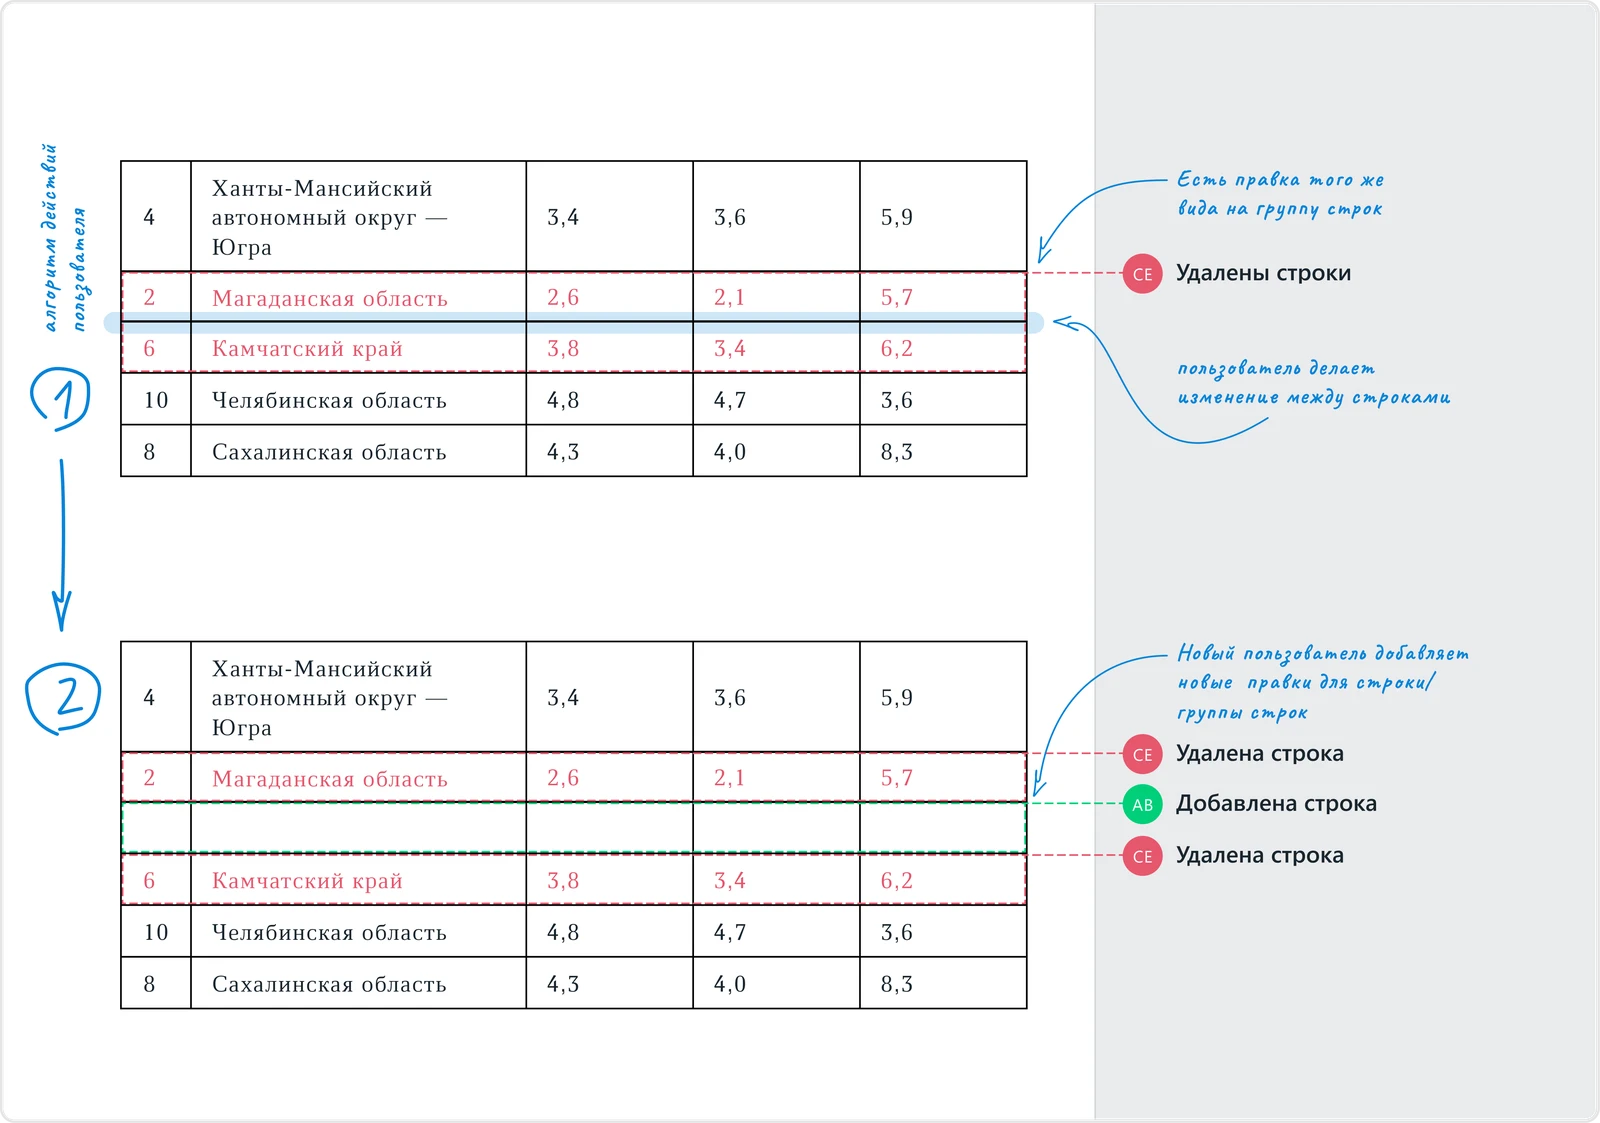 алгоритм действий
пользователя
1
4 Ханты-Мансийский автономный округ — Югра 3,4 3,6 5,9
2 Магаданская область 2,6 2,1 5,7
6 Камчатский край 3,8 3,4 6,2
10 Челябинская область 4,8 4,7 3,6
8 Сахалинская область 4,3 4,0 8,3
Есть правка того же
вида на группу строк
CE Удалены строки
пользователь делает
изменение между строками
2
4 Ханты-Мансийский автономный округ — Югра 3,4 3,6 5,9
2 Магаданская область 2,6 2,1 5,7
6 Камчатский край 3,8 3,4 6,2
10 Челябинская область 4,8 4,7 3,6
8 Сахалинская область 4,3 4,0 8,3
Новый пользователь добавляет
новые правки для строки/
группы строк
CE Удалена строка
AB Добавлена строка
CE Удалена строка